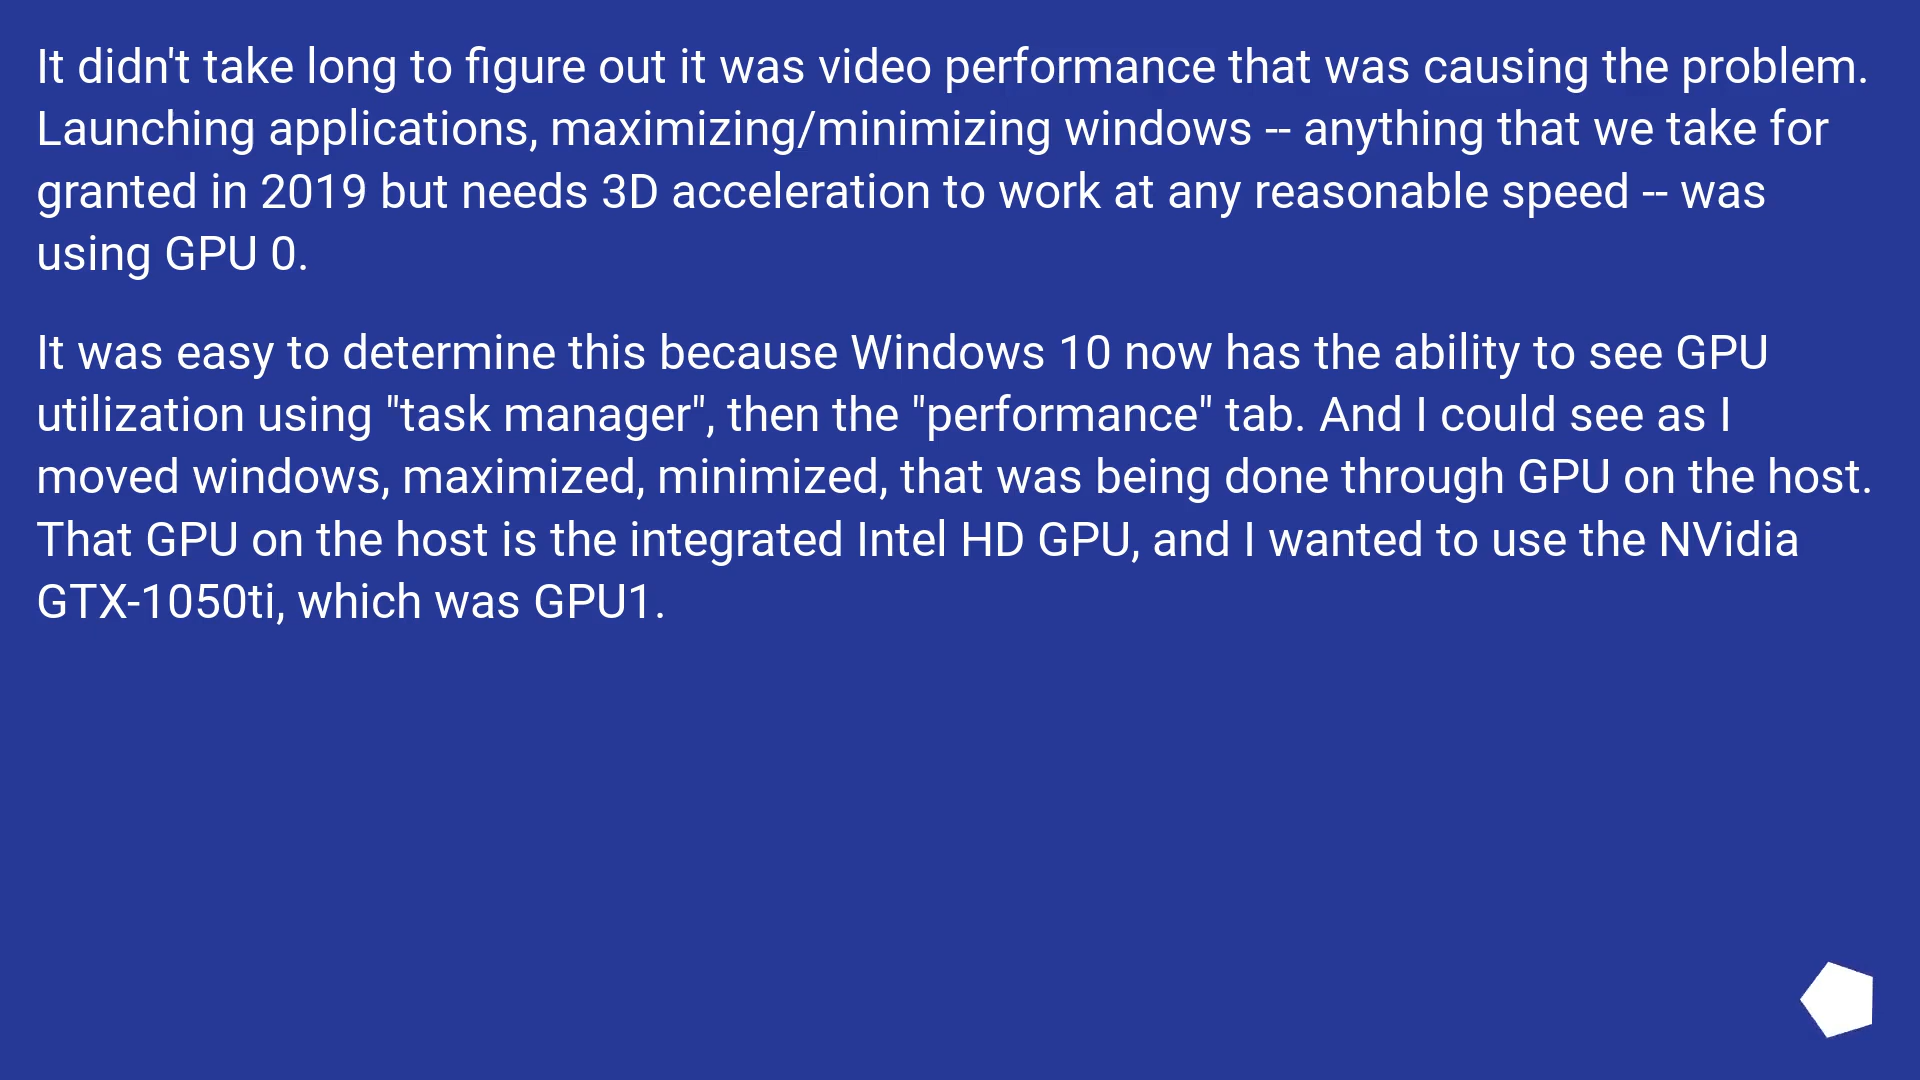 It didn't take long to figure out it was video performance that was causing the problem.
Launching applications, maximizing/minimizing windows -- anything that we take for
granted in 2019 but needs 3D acceleration to work at any reasonable speed -- was
using GPU 0.
It was easy to determine this because Windows 10 now has the ability to see GPU
utilization using "task manager", then the "performance" tab. And I could see as I
moved windows, maximized, minimized, that was being done through GPU on the host.
That GPU on the host is the integrated Intel HD GPU, and I wanted to use the NVidia
GTX-1050ti, which was GPU1.